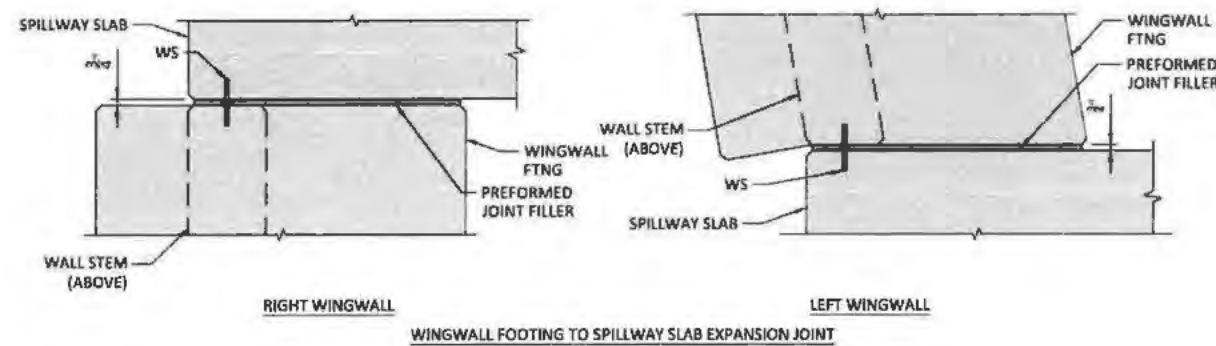 SPILLWAY SLAB
WS
WINGWALL
FTNG
PREFORMED
JOINT FILLER
WALL STEM
(ABOVE)
RIGHT WINGWALL
WINGWALL
FTNG
PREFORMED
JOINT FILLER
WALL STEM
(ABOVE)
WS
SPILLWAY SLAB
LEFT WINGWALL
WINGWALL FOOTING TO SPILLWAY SLAB EXPANSION JOINT